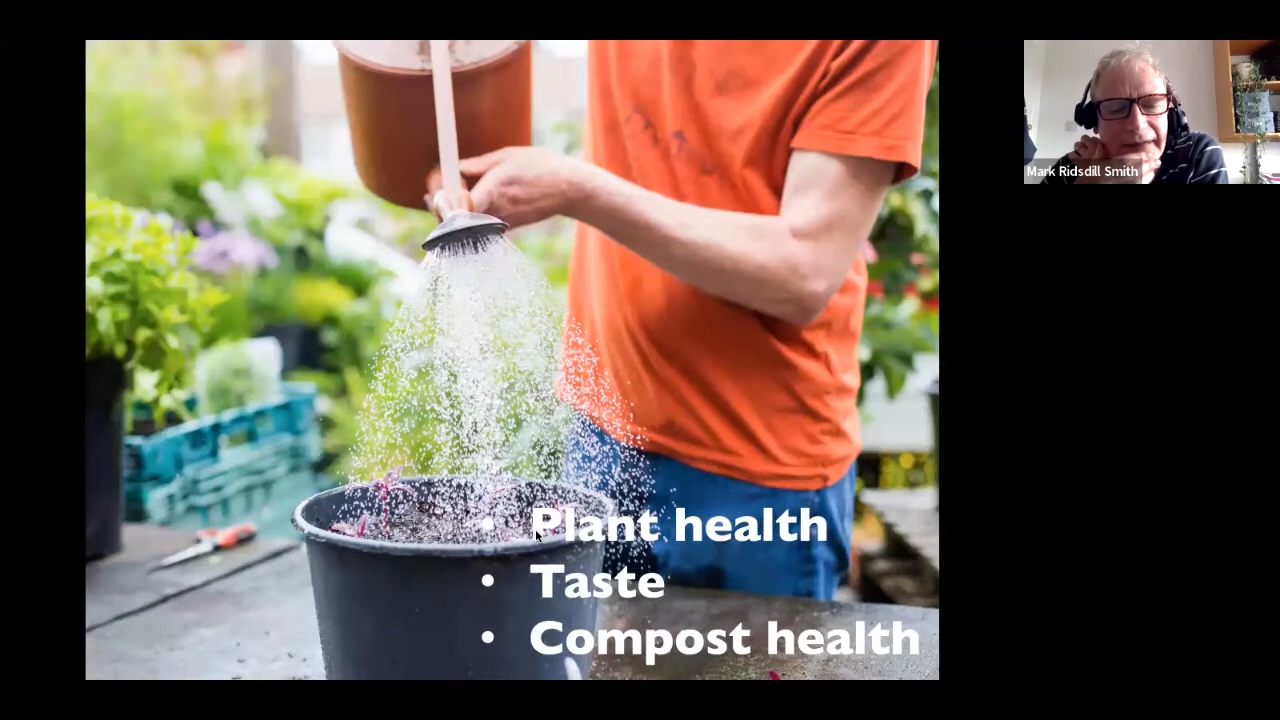 • Plant health
• Taste
• Compost health
Mark Ridsdill Smith